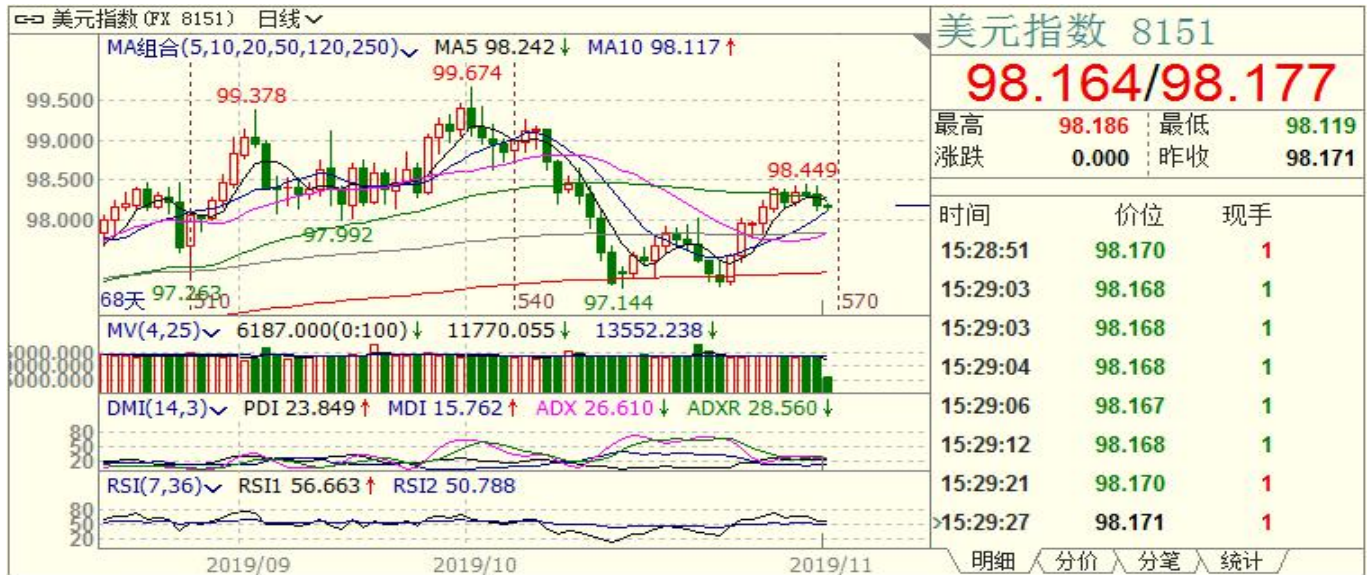 美元指数(FX 8151) 日线
MA组合(5,10,20,50,120,250) MA5 98.242↓ MA10 98.117↑
99.674
99.378
99.500
99.000
98.500
98.449
98.000
97.992
97.263
97.144
68天 510 540 570
MV(4,25) 6187.000(0:100)↓ 11770.055↓ 13552.238↓
5000.000
5000.000
DMI(14,3) PDI 23.849↑ MDI 15.762↑ ADX 26.610↓ ADXR 28.560↓
80
50
20
RSI(7,36) RSI1 56.663↑ RSI2 50.788
80
50
20
2019/09 2019/10 2019/11
美元指数 8151
98.164/98.177
最高 98.186 最低 98.119
涨跌 0.000 昨收 98.171
时间 价位 现手
15:28:51 98.170 1
15:29:03 98.168 1
15:29:03 98.168 1
15:29:04 98.168 1
15:29:06 98.167 1
15:29:12 98.168 1
15:29:21 98.170 1
>15:29:27 98.171 1
明细 分价 分笔 统计